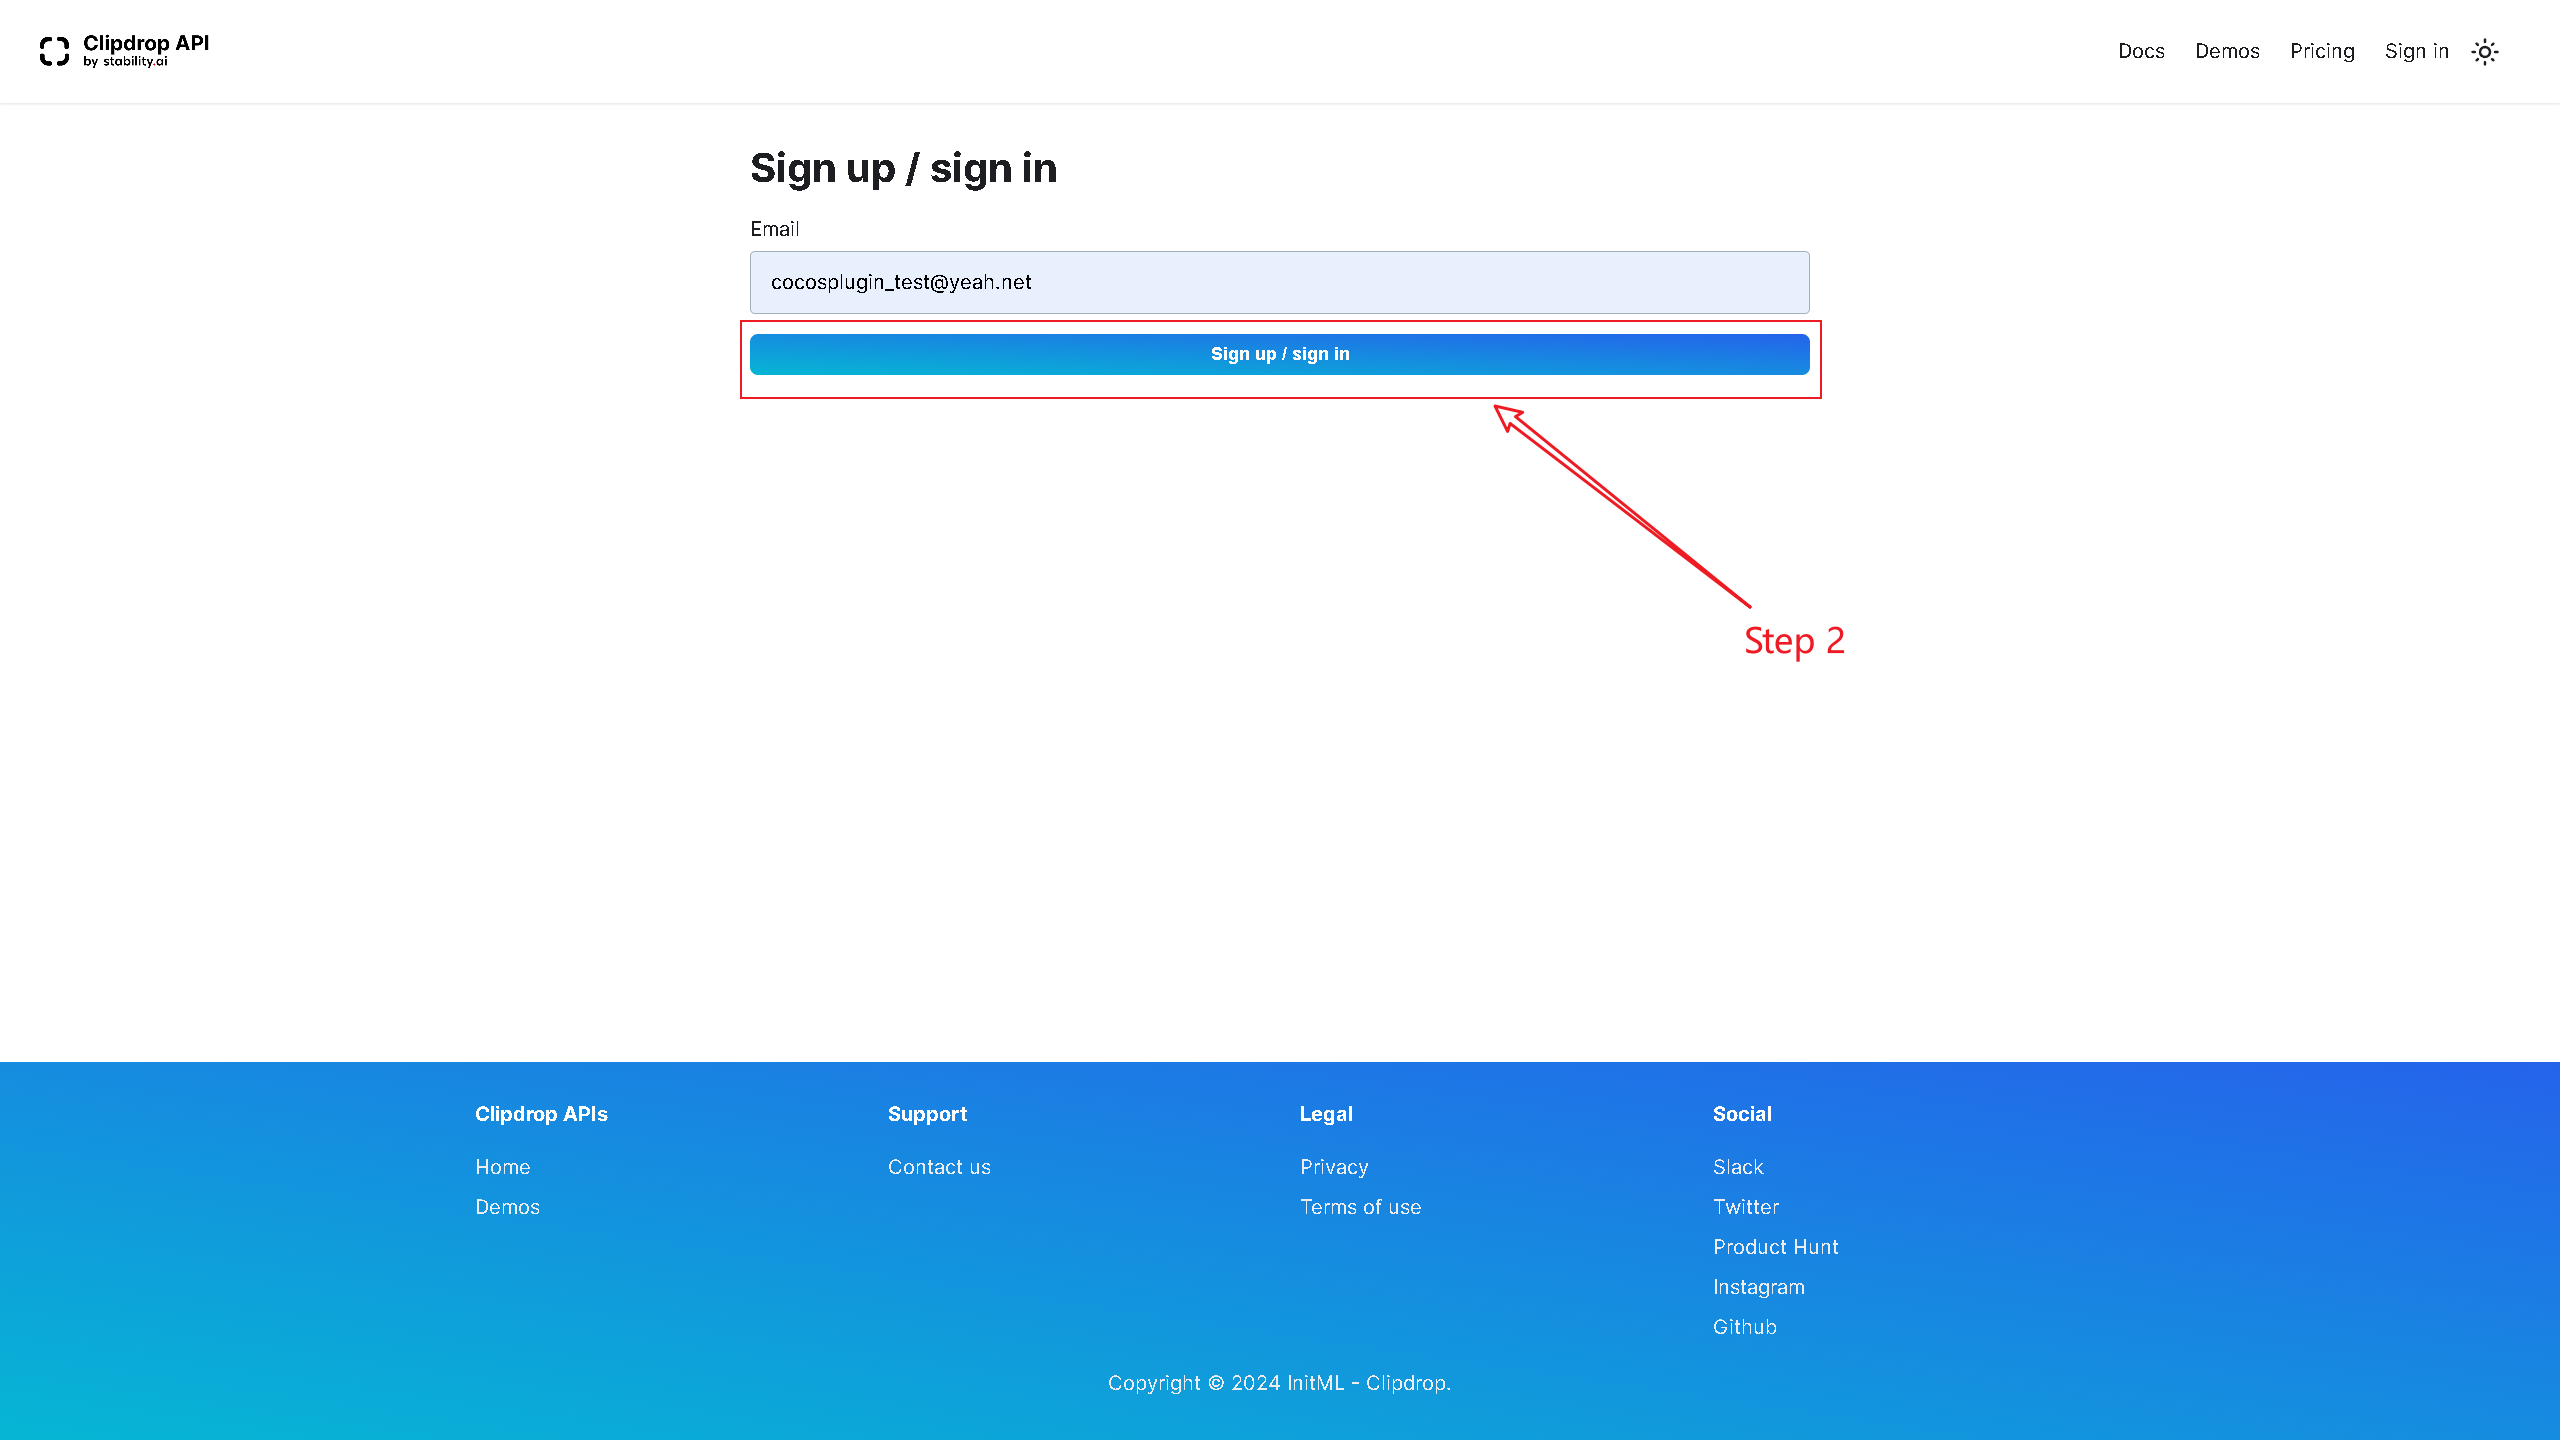 Clipdrop API
by stability.ai
Docs Demos Pricing Sign in
Sign up / sign in
Email
cocosplugin_test@yeah.net
Sign up / sign in
Step 2
Clipdrop APIs
Home
Demos
Support
Contact us
Legal
Privacy
Terms of use
Social
Slack
Twitter
Product Hunt
Instagram
Github
Copyright © 2024 InitML - Clipdrop.